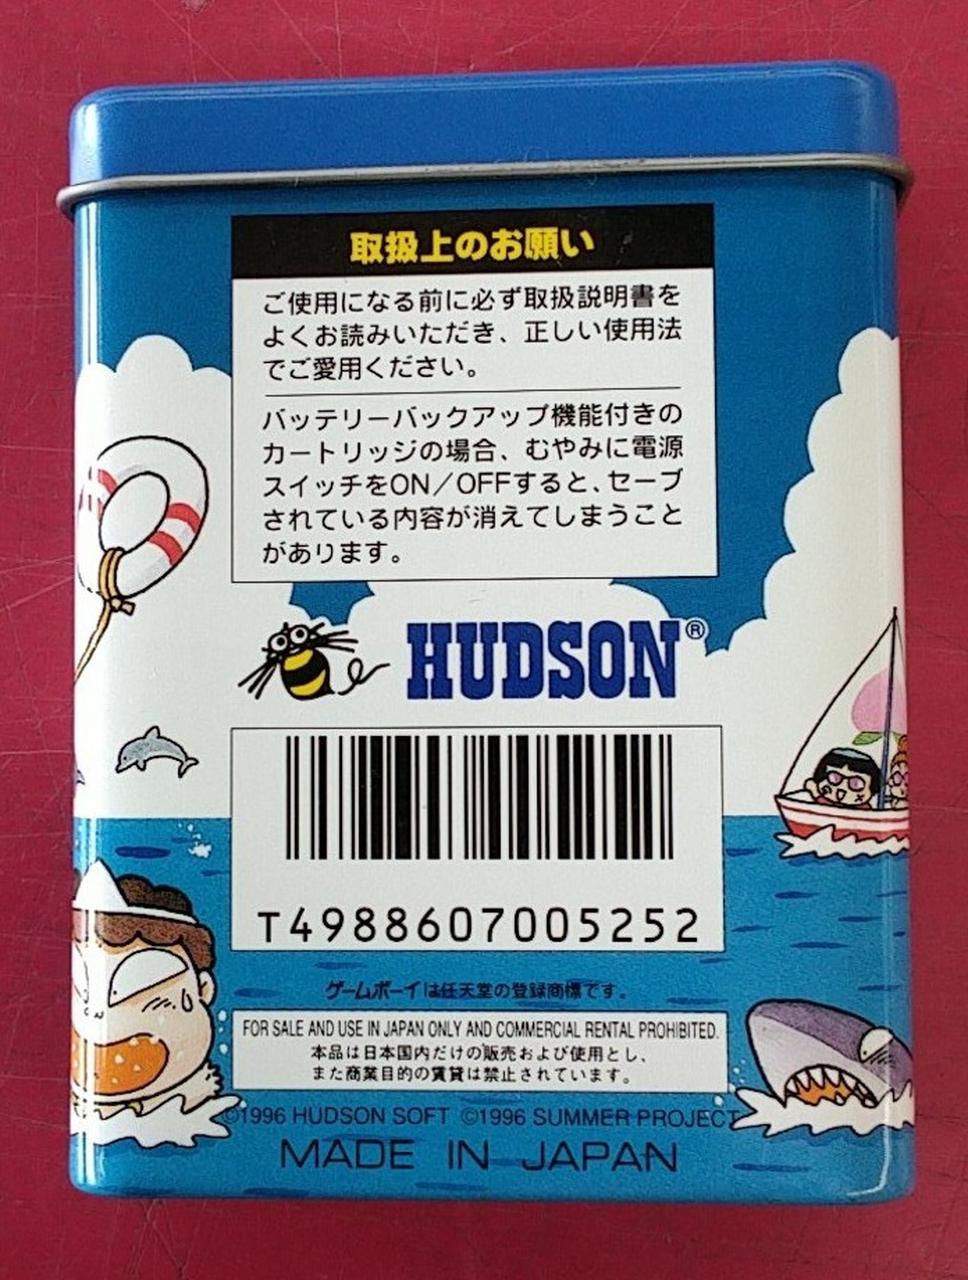 取扱上のお願い
ご使用になる前に必ず取扱説明書を
よくお読みいただき、正しい使用法
でご愛用ください。
バッテリーバックアップ機能付きの
カートリッジの場合、むやみに電源
スイッチをON／OFFすると、セーブ
されている内容が消えてしまうこと
があります。
HUDSON®
T4988607005252
ゲームボーイは任天堂の登録商標です。
FOR SALE AND USE IN JAPAN ONLY AND COMMERCIAL RENTAL PROHIBITED.
本品は日本国内だけの販売および使用とし、
また商業目的の賃貸は禁止されています。
©1996 HUDSON SOFT ©1996 SUMMER PROJECT
MADE IN JAPAN